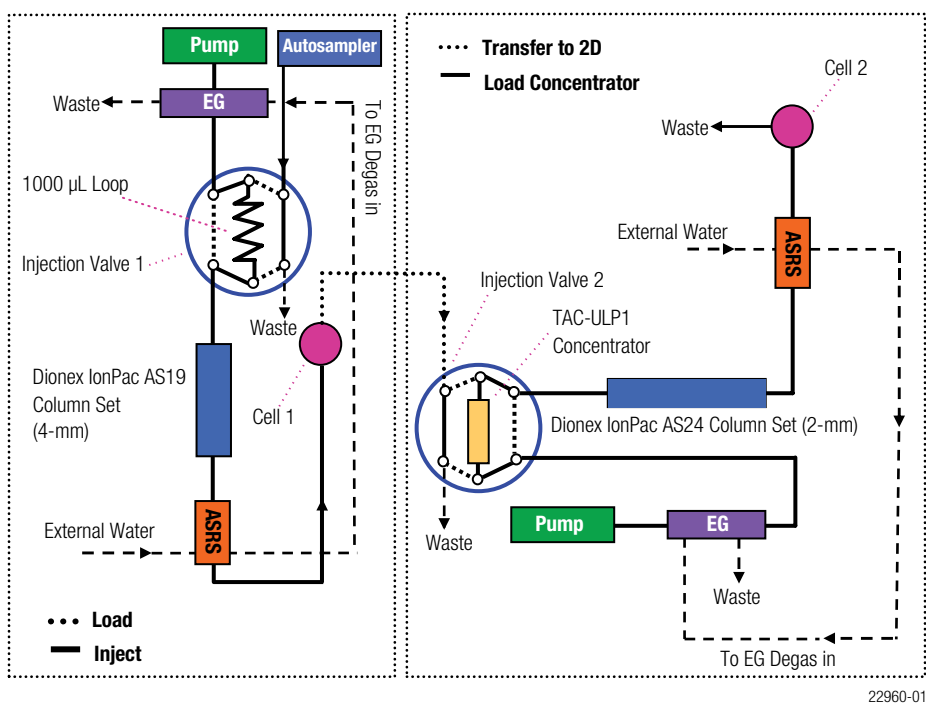 Pump
Autosampler
Waste
EG
To EG Degas in
1000 µL Loop
Injection Valve 1
Waste
Dionex IonPac AS19
Column Set
(4-mm)
Cell 1
External Water
ASRS
Load
Inject
Transfer to 2D
Load Concentrator
Cell 2
Waste
External Water
ASRS
Injection Valve 2
TAC-ULP1
Concentrator
Dionex IonPac AS24 Column Set (2-mm)
Waste
Pump
EG
Waste
To EG Degas in
22960-01